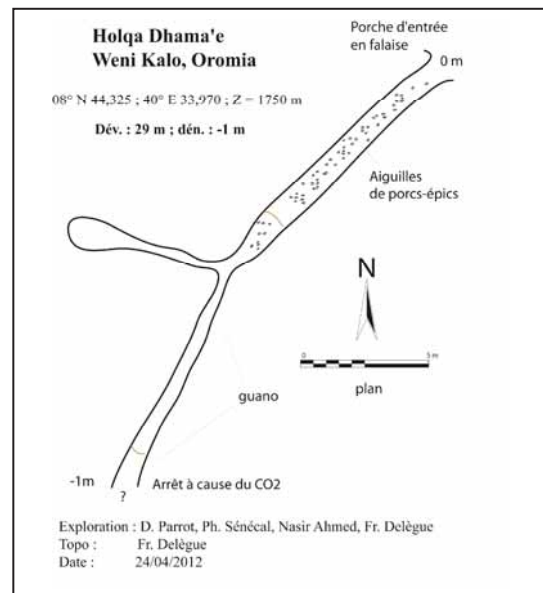 Holqa Dhama'e
Weni Kalo, Oromia
08° N 44,325 ; 40° E 33,970 ; Z = 1750 m
Dév. : 29 m ; dén. : -1 m
Porche d'entrée
en falaise
0 m
Aiguilles
de porcs-épics
N
0 5 m
plan
guano
-1m
?
Arrêt à cause du CO2
Exploration : D. Parrot, Ph. Sénécal, Nasir Ahmed, Fr. Delègue
Topo : Fr. Delègue
Date : 24/04/2012